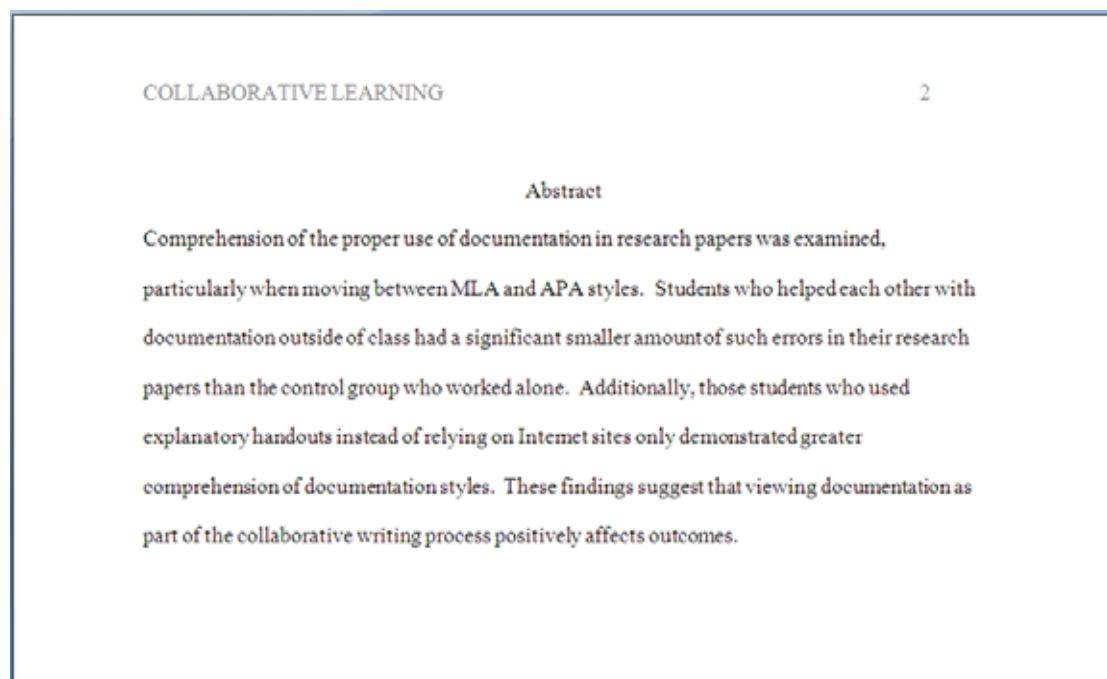 COLLABORATIVE LEARNING 2
Abstract
Comprehension of the proper use of documentation in research papers was examined,
particularly when moving between MLA and APA styles.  Students who helped each other with
documentation outside of class had a significant smaller amount of such errors in their research
papers than the control group who worked alone.  Additionally, those students who used
explanatory handouts instead of relying on Internet sites only demonstrated greater
comprehension of documentation styles.  These findings suggest that viewing documentation as
part of the collaborative writing process positively affects outcomes.